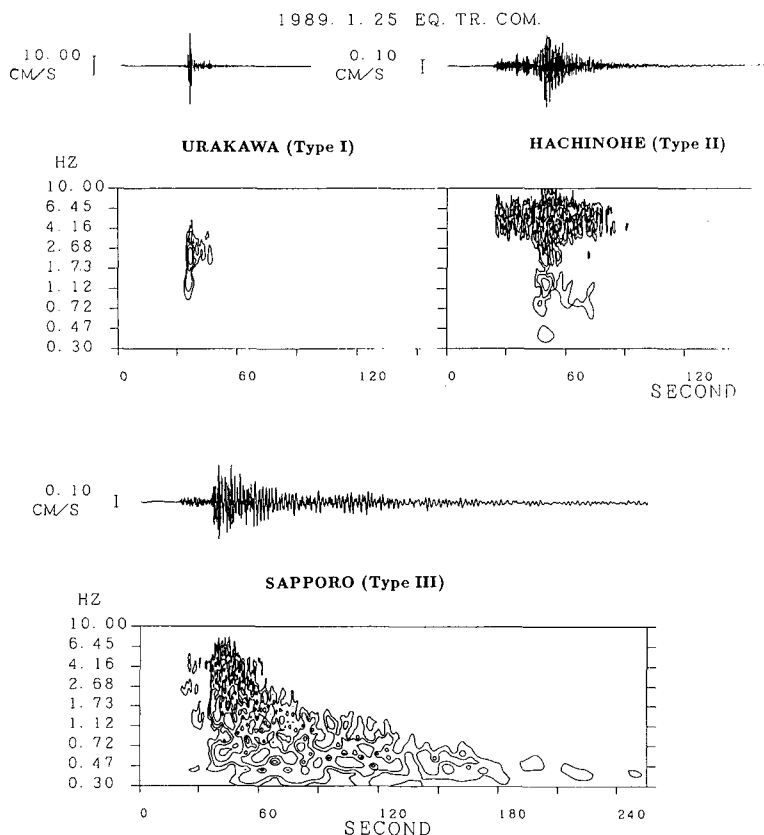 1989. 1. 25 EQ. TR. COM.
10.00 CM/S
0.10 CM/S
URAKAWA (Type I)
HACHINOHE (Type II)
HZ
10.00
6.45
4.16
2.68
1.73
1.12
0.72
0.47
0.30
0 60 120
0 60 120
SECOND
0.10 CM/S
SAPPORO (Type III)
HZ
10.00
6.45
4.16
2.68
1.73
1.12
0.72
0.47
0.30
0 60 120 180 240
SECOND